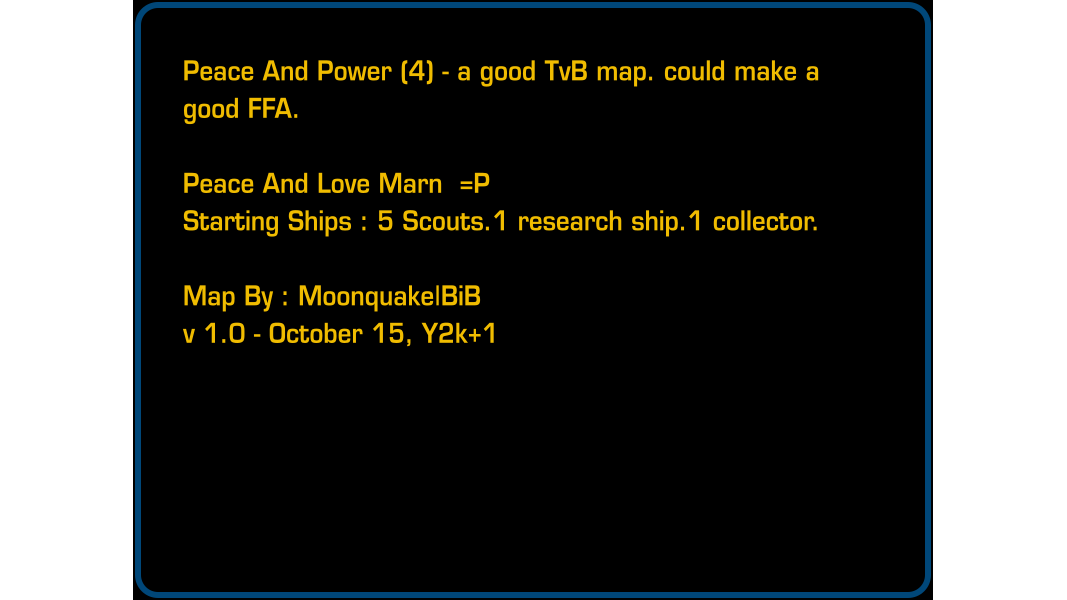 Peace And Power (4) - a good TvB map. could make a
good FFA.
Peace And Love Marn  =P
Starting Ships : 5 Scouts.1 research ship.1 collector.
Map By : Moonquake|BiB
v 1.0 - October 15, Y2k+1